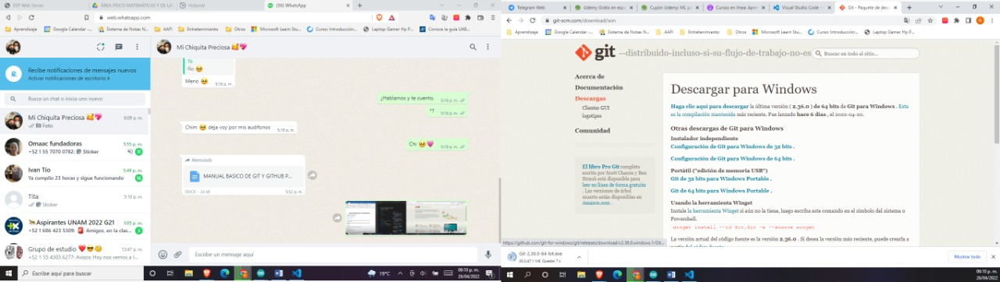 ESP Web Server
ÁREA FÍSICO MATEMÁTICAS Y DE LA
Historial
(56) WhatsApp
web.whatsapp.com
Aprendizaje
Google Calendar -...
Sistema de Notas N...
AAFI
Entretenimiento
Otros
Microsoft Learn Stu...
Curso: Introducción...
Laptop Gamer Hp P...
Conoce la guía UAB...
Mi Chiquita Preciosa 🥰💖
Recibe notificaciones de mensajes nuevos
Activar notificaciones de escritorio >
Busca un chat o inicia uno nuevo
Mi Chiquita Preciosa 🥰💖
6:09 p. m.
Foto
Omaac fundadoras
5:55 p. m.
+52 1 55 7070 0782: Sticker
Ivan Tío
5:49 p. m.
Ya cumplio 23 horas y sigue funcionando
Tita
5:10 p. m.
Sticker
Aspirantes UNAM 2022 G21
1:05 p. m.
+52 1 686 423 5309: 🚨 Amigos, en la clas...
3
Grupo de estudio
12:47 p. m.
+52 1 55 4303 6277: Avisos: Hoy nos vemos a l...
Tú
Ño 🥺
Meno 🥺
5:18 p. m.
¿Hablamos y te cuento.
5:18 p. m.
*?
5:18 p. m.
Chim 🥺 deja voy por mis audifonos
5:19 p. m.
Chi 🥺💗
5:19 p. m.
Reenviado
MANUAL BASICO DE GIT Y GITHUB P...
DOCX • 24 kB
5:52 p. m.
Escribe un mensaje aquí
Escribe aquí para buscar
19°C
06:10 p. m.
26/04/2022
Telegram Web
Udemy Gratis en espa
Cupón Udemy ML pa
Cursos en línea: Apren
Visual Studio Code -
Git - Paquete de desc
git-scm.com/download/win
Aprendizaje
Google Calendar -...
Sistema de Notas N...
AAFI
Entretenimiento
Otros
Microsoft Learn Stu...
Curso: Introducción...
Laptop Gamer Hp P...
git --distribuido-incluso-si-su-flujo-de-trabajo-no-es
Buscar en todo el sitio...
Acerca de
Documentación
Descargas
Clientes GUI
logotipos
Comunidad
El libro Pro Git completo
escrito por Scott Chacon y Ben
Straub está disponible para
leer en línea de forma gratuita
. Las versiones de árbol
muerto están disponibles en
Amazon.com .
Descargar para Windows
Haga clic aquí para descargar la última versión ( 2.36.0 ) de 64 bits de Git para Windows . Esta
es la compilación mantenida más reciente. Fue lanzado hace 6 días , el 2022-04-20.
Otras descargas de Git para Windows
Instalador independiente
Configuración de Git para Windows de 32 bits .
Configuración de Git para Windows de 64 bits .
Portátil ("edición de memoria USB")
Git de 32 bits para Windows Portable .
Git de 64 bits para Windows Portable .
Usando la herramienta Winget
Instale la herramienta Winget si aún no la tiene, luego escriba este comando en el símbolo del sistema o
Powershell.
winget install --id Git.Git -e --source winget
La versión actual del código fuente es la versión 2.36.0 . Si desea la versión más reciente, puede crearla a
partir del código fuente
https://github.com/git-for-windows/git/releases/download/v2.36.0.windows.1/Git...
Git-2.36.0-64-bit.exe
Mostrar todo
06:10 p. m.
26/04/2022